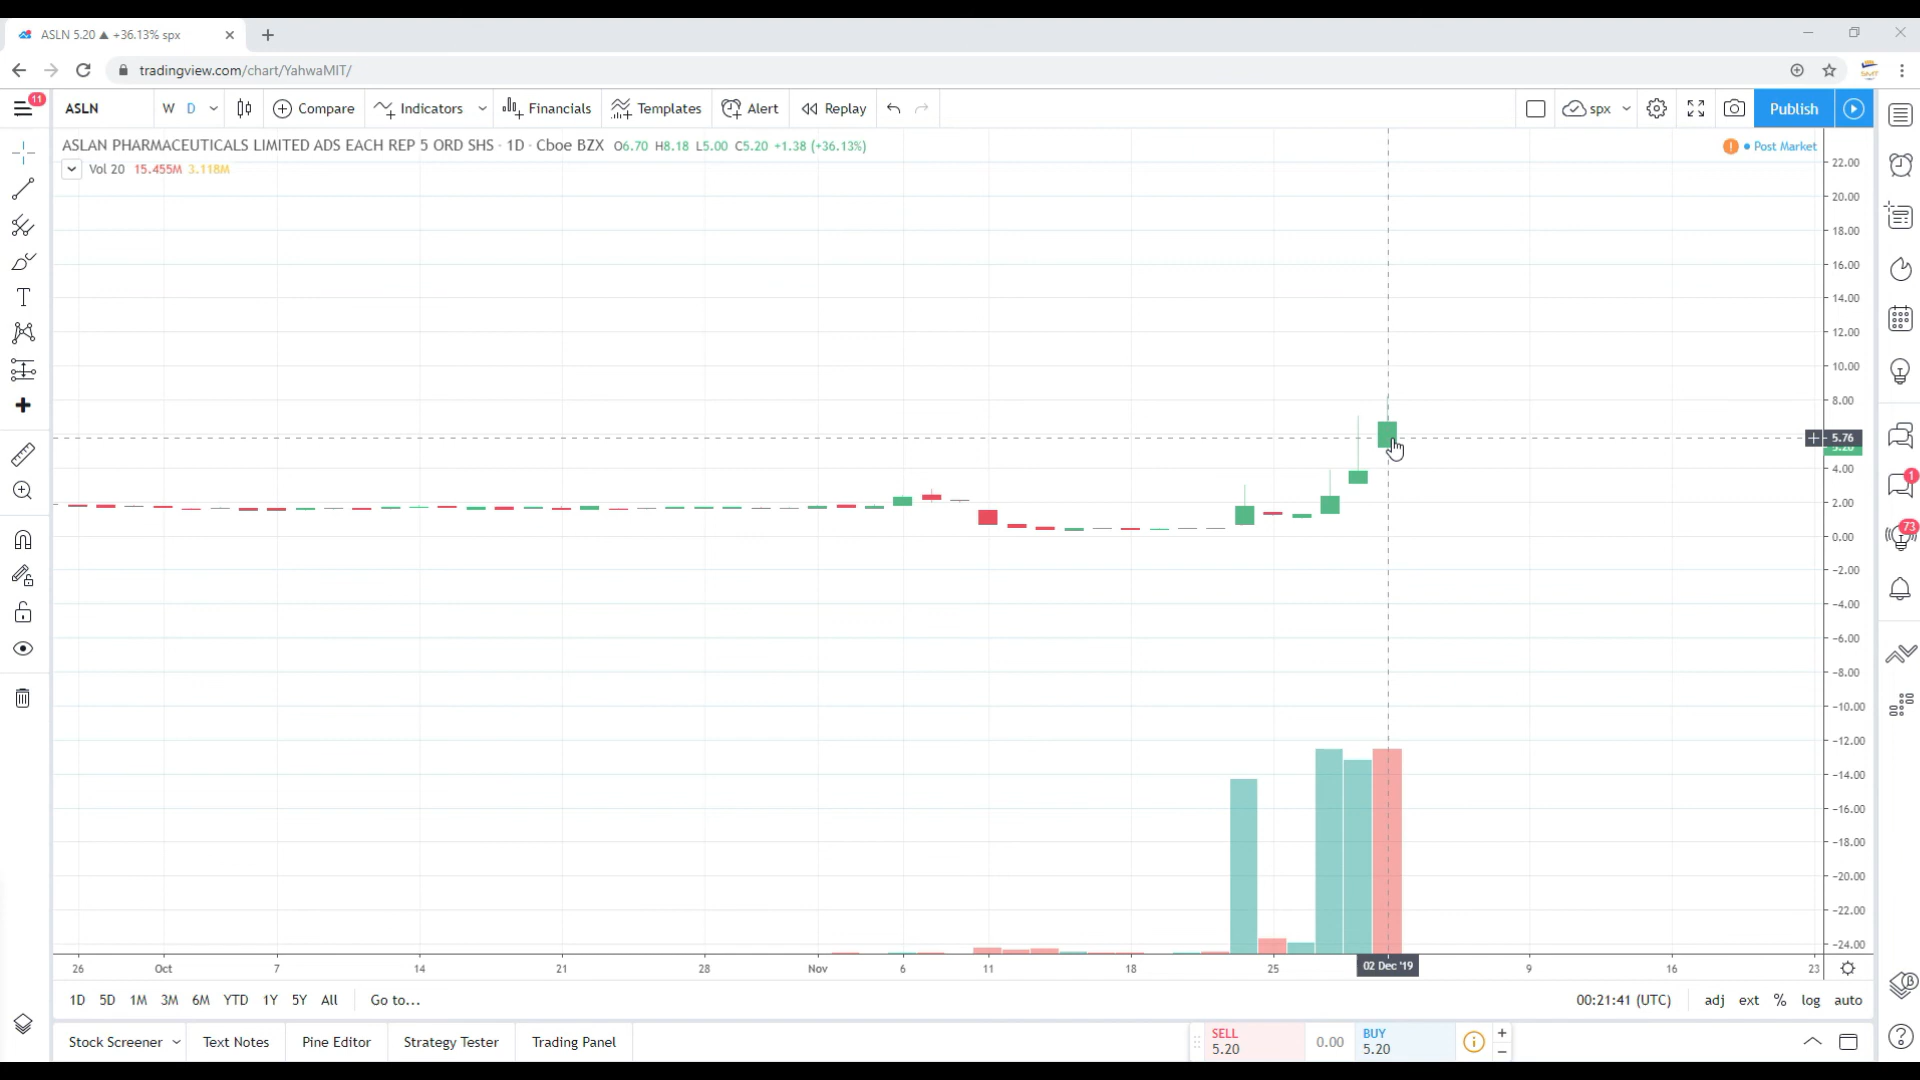 ASLN 5.20 ▲ +36.13% spx
tradingview.com/chart/YahwaMIT/
11
ASLN
W D
Compare
Indicators
Financials
Templates
Alert
Replay
spx
Publish
ASLAN PHARMACEUTICALS LIMITED ADS EACH REP 5 ORD SHS · 1D · Cboe BZX O6.70 H8.18 L5.00 C5.20 +1.38 (+36.13%)
Vol 20 15.455M 3.118M
Post Market
22.00
20.00
18.00
16.00
14.00
12.00
10.00
8.00
5.76
5.20
4.00
2.00
0.00
−2.00
−4.00
−6.00
−8.00
−10.00
−12.00
−14.00
−16.00
−18.00
−20.00
−22.00
−24.00
1
73
26 Oct 7 14 21 28 Nov 6 11 18 25 02 Dec '19 9 16 23
1D 5D 1M 3M 6M YTD 1Y 5Y All Go to... 00:21:41 (UTC) adj ext % log auto
Stock Screener Text Notes Pine Editor Strategy Tester Trading Panel
SELL
5.20
0.00
BUY
5.20